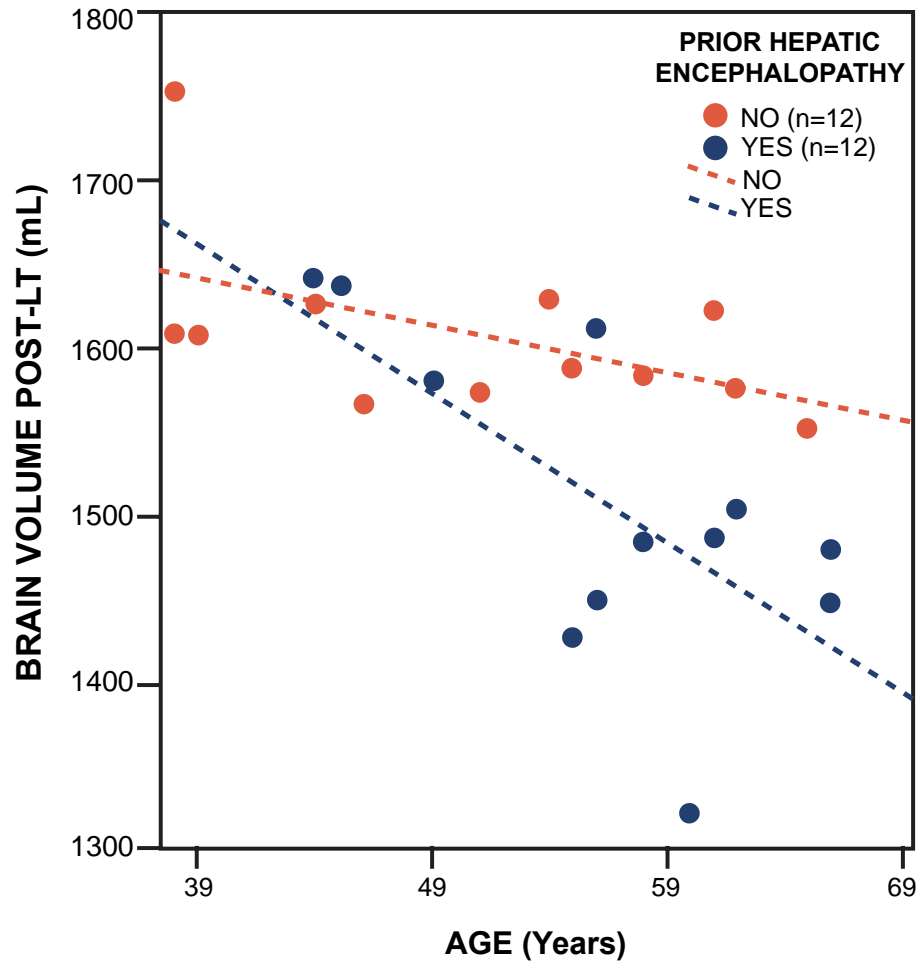 1800
1700
1600
1500
1400
1300
BRAIN VOLUME POST-LT (mL)
PRIOR HEPATIC
ENCEPHALOPATHY
NO (n=12)
YES (n=12)
NO
YES
39
49
59
69
AGE (Years)